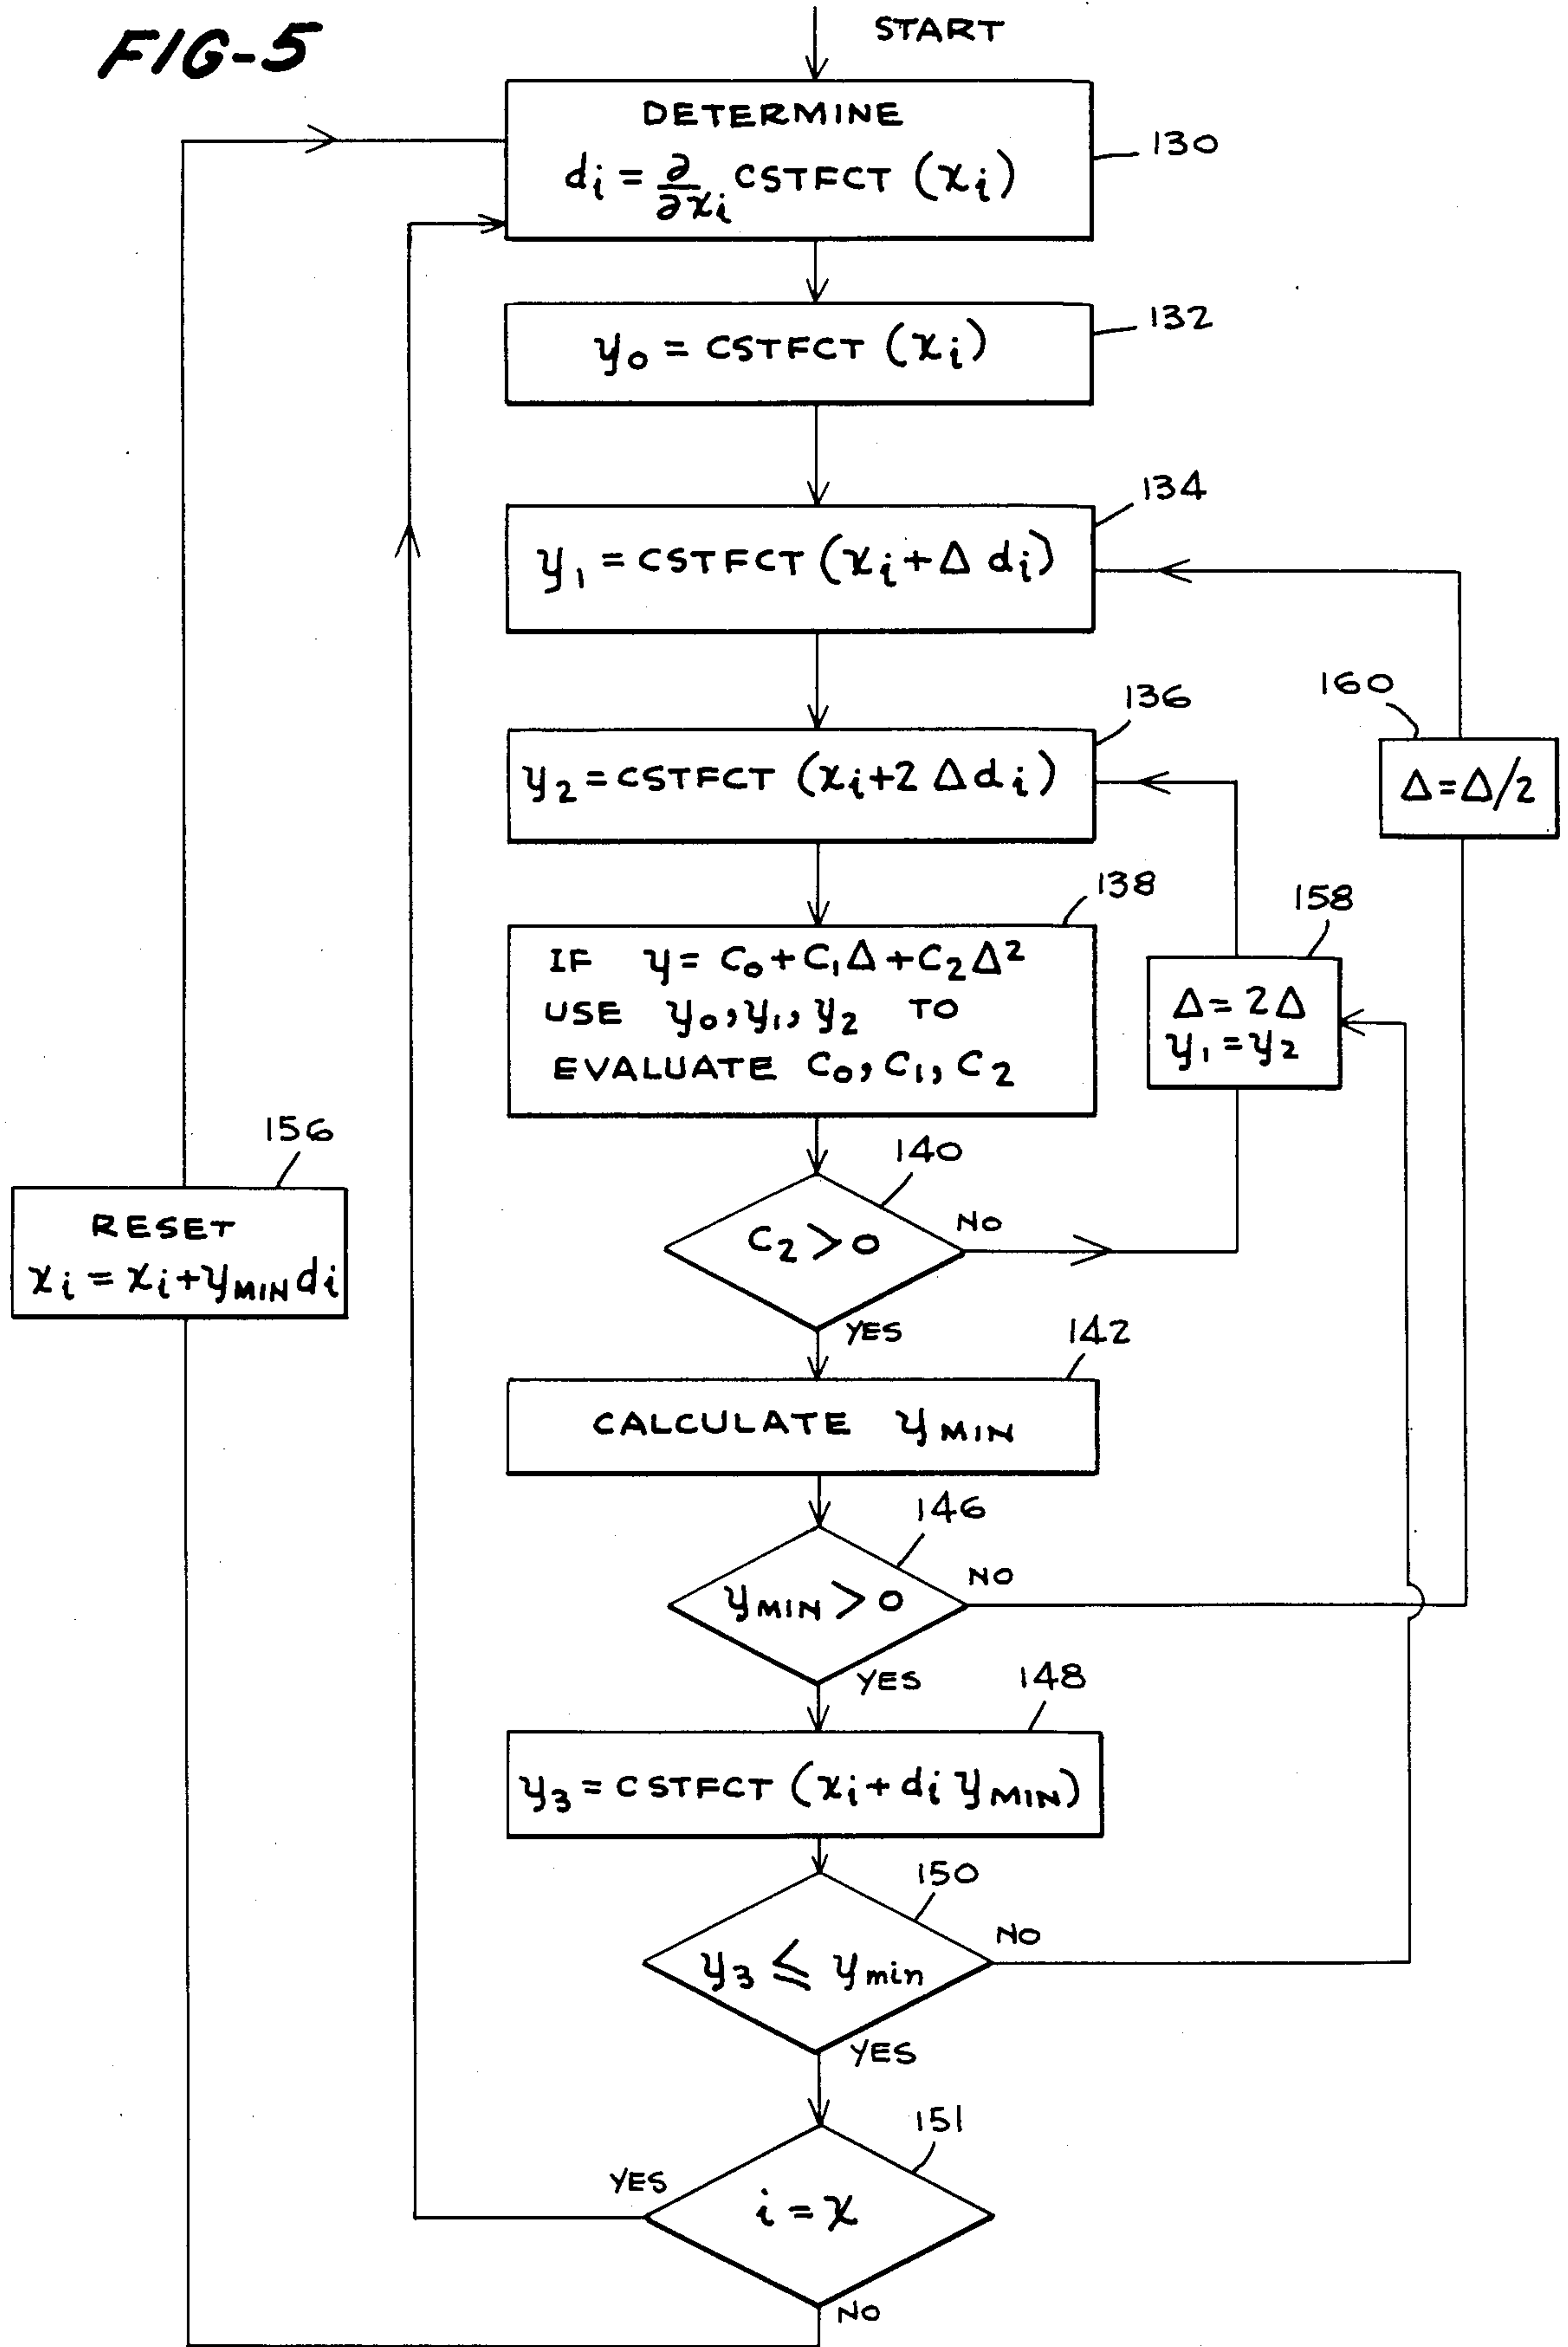 FIG-5
START
DETERMINE
di = ∂/∂xi CSTFCT (xi)
130
y0 = CSTFCT (xi)
132
134
y1 = CSTFCT (xi + Δ di)
136
y2 = CSTFCT (xi + 2 Δ di)
160
Δ = Δ/2
138
IF y = C0 + C1Δ + C2Δ²
USE y0, y1, y2 TO
EVALUATE C0, C1, C2
158
Δ = 2Δ
y1 = y2
156
RESET
xi = xi + yMIN di
140
C2 > 0
NO
YES
142
CALCULATE yMIN
146
yMIN > 0
NO
YES
148
y3 = CSTFCT (xi + di yMIN)
150
y3 ≦ ymin
NO
YES
151
YES
i = x
NO